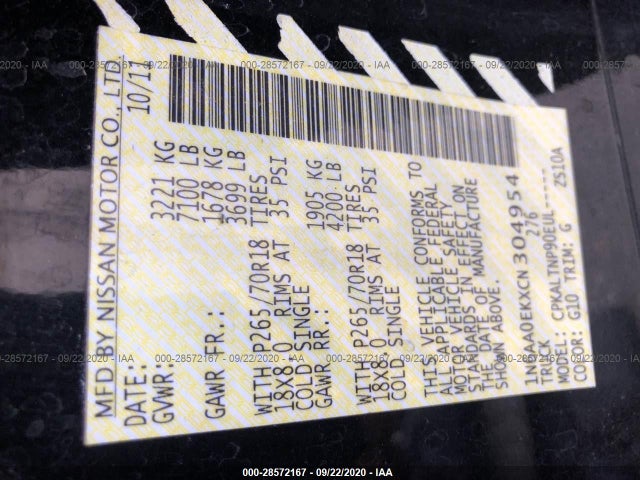 MFD BY NISSAN MOTOR CO., LTD.
DATE: 10/17
GVWR: 3221 KG
7100 LB
GAWR FR.: 1678 KG
3699 LB
WITH P265/70R18 TIRES
18X8.0 RIMS AT 35 PSI
COLD SINGLE
GAWR RR.: 1905 KG
4200 LB
WITH P265/70R18 TIRES
18X8.0 RIMS AT 35 PSI
COLD SINGLE
THIS VEHICLE CONFORMS TO
ALL APPLICABLE FEDERAL
MOTOR VEHICLE SAFETY
STANDARDS IN EFFECT ON
THE DATE OF MANUFACTURE
SHOWN ABOVE.
304954
TRUCK 276
MODEL: CPKALTNP90EUL-----
COLOR: G10 TRIM: G ZS10A
000-28572167 - 09/22/2020 - IAA